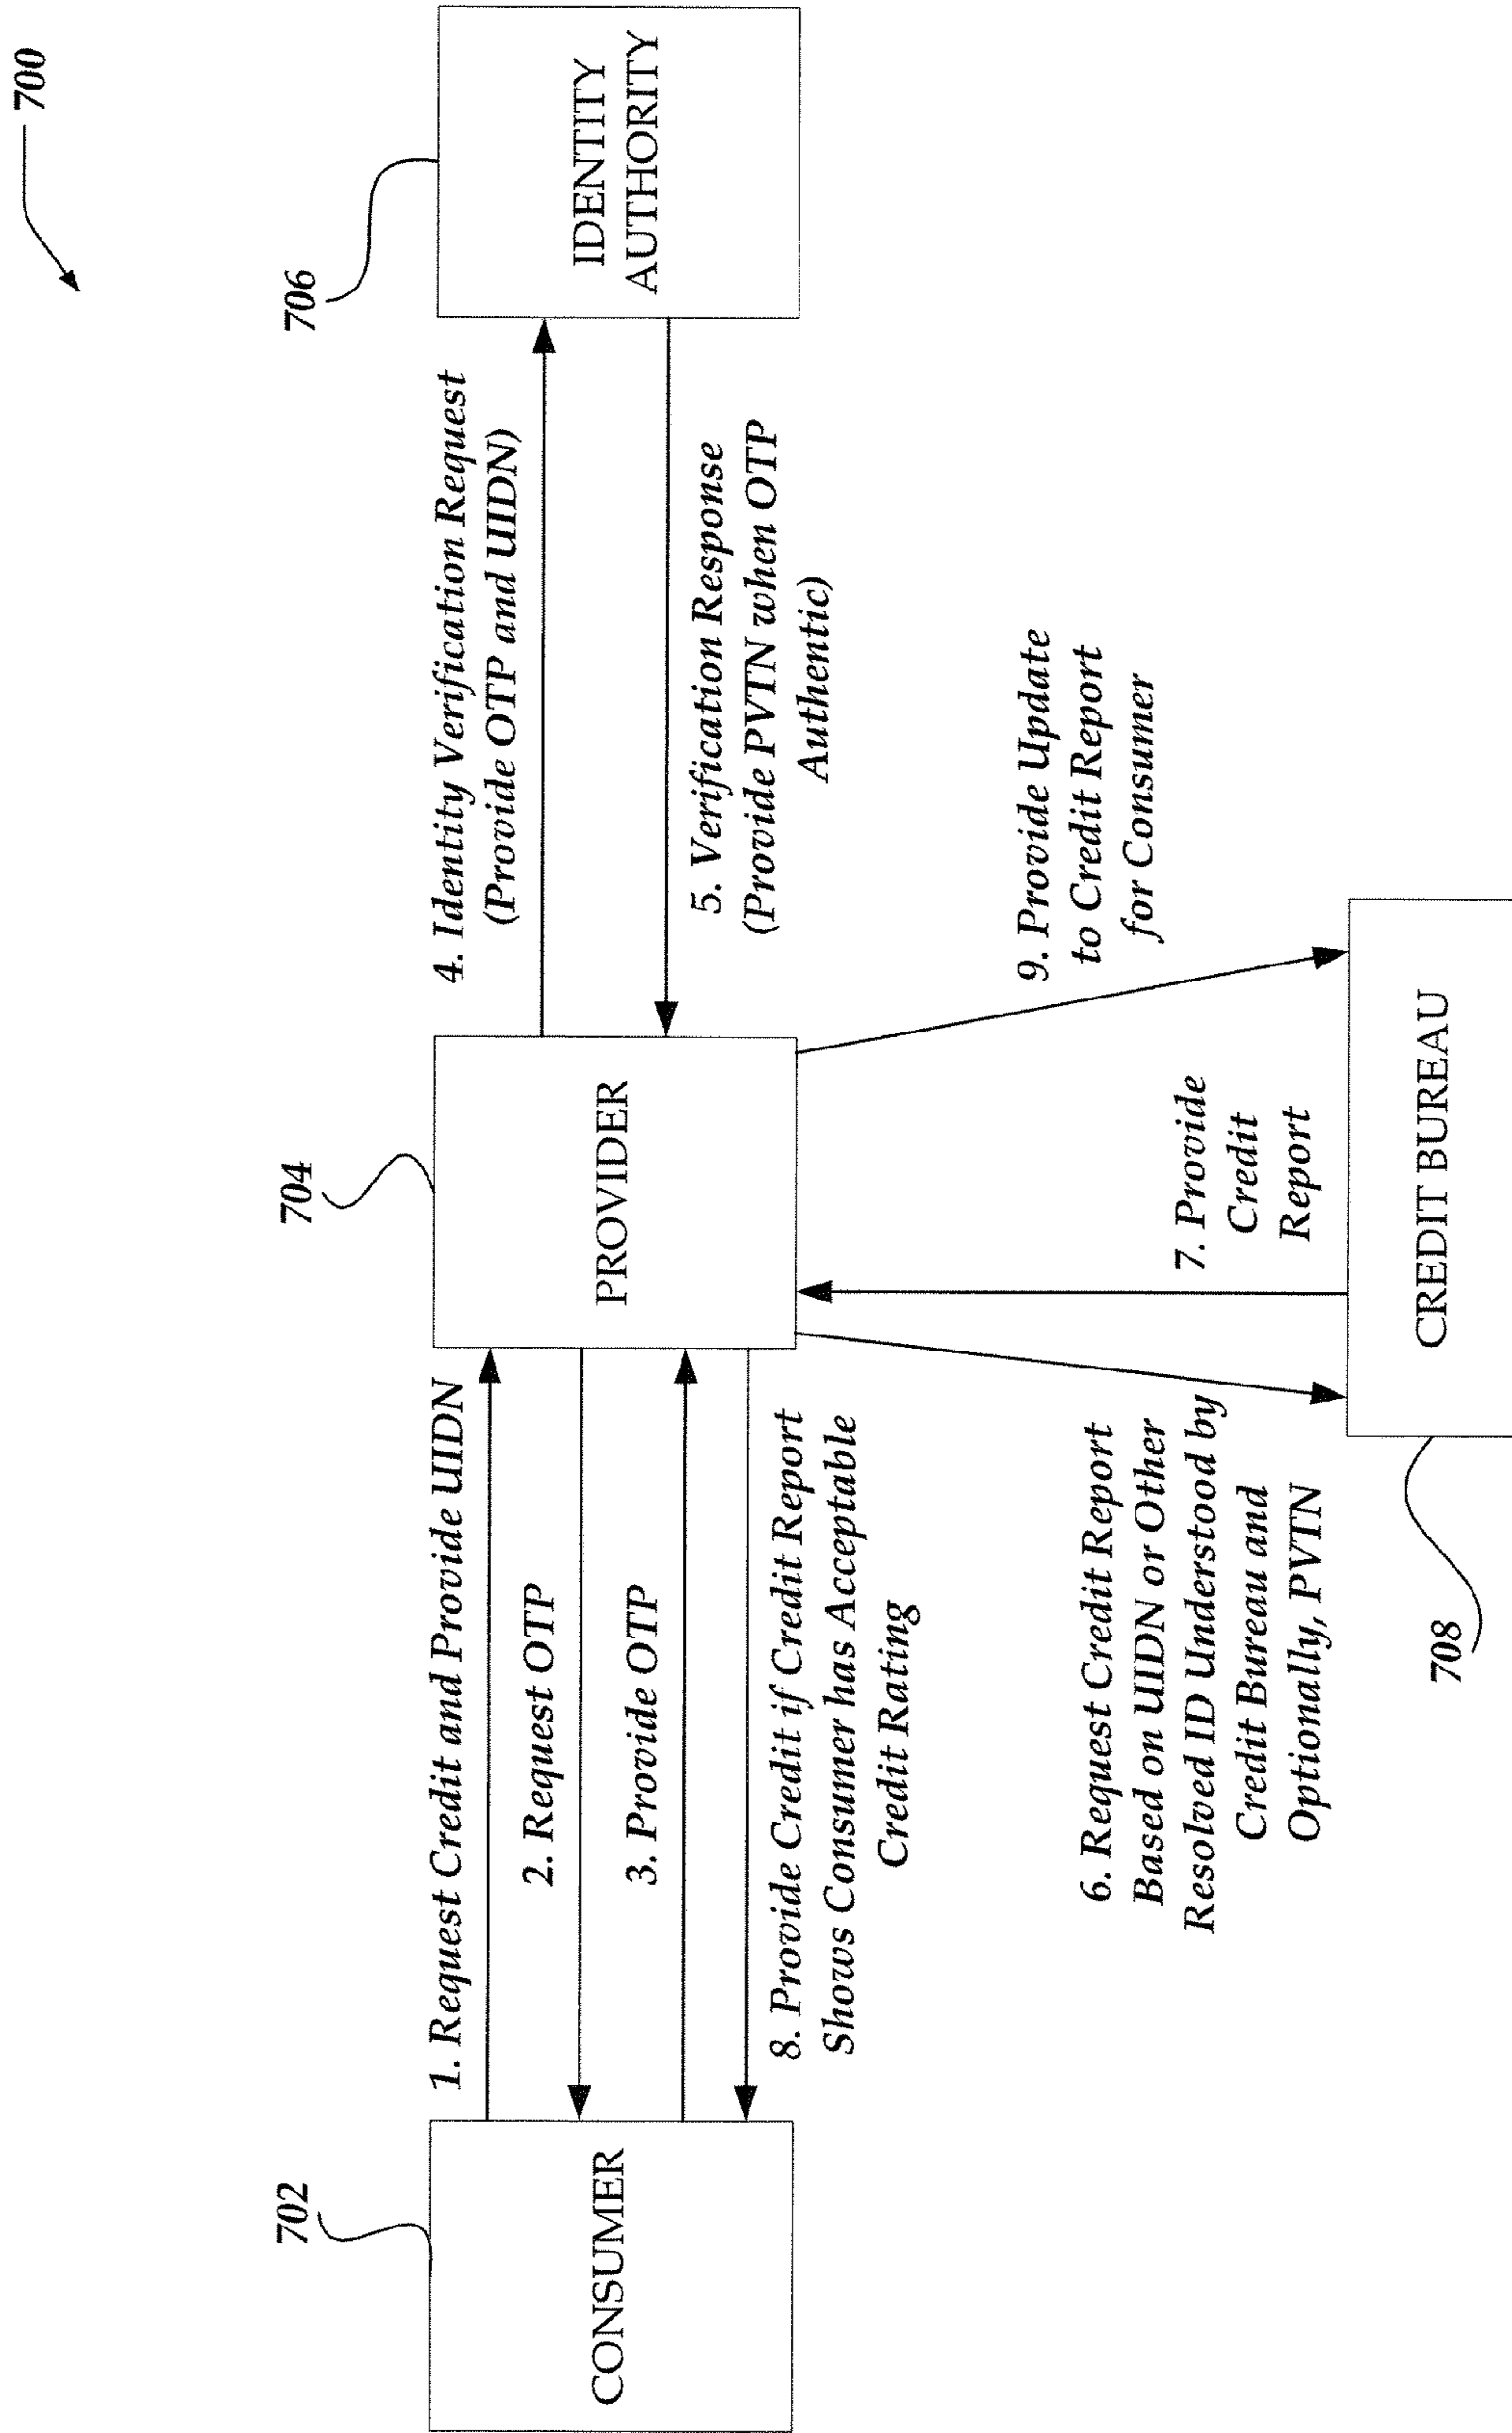 700
702
704
706
CONSUMER
PROVIDER
IDENTITY
AUTHORITY
1. Request Credit and Provide UIDN
2. Request OTP
3. Provide OTP
8. Provide Credit if Credit Report
Shows Consumer has Acceptable
Credit Rating
4. Identity Verification Request
(Provide OTP and UIDN)
5. Verification Response
(Provide PVTN when OTP
Authentic)
6. Request Credit Report
Based on UIDN or Other
Resolved ID Understood by
Credit Bureau and
Optionally, PVTN
7. Provide
Credit
Report
9. Provide Update
to Credit Report
for Consumer
708
CREDIT BUREAU